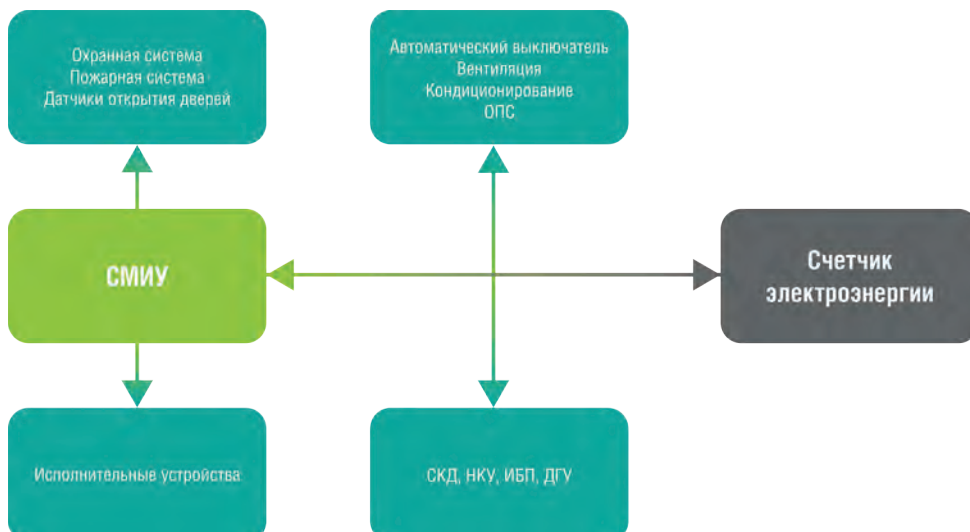 Охранная система
Пожарная система
Датчики открытия дверей
Автоматический выключатель
Вентиляция
Кондиционирование
ОПС
СМИУ
Счетчик
электроэнергии
Исполнительные устройства
СКД, НКУ, ИБП, ДГУ